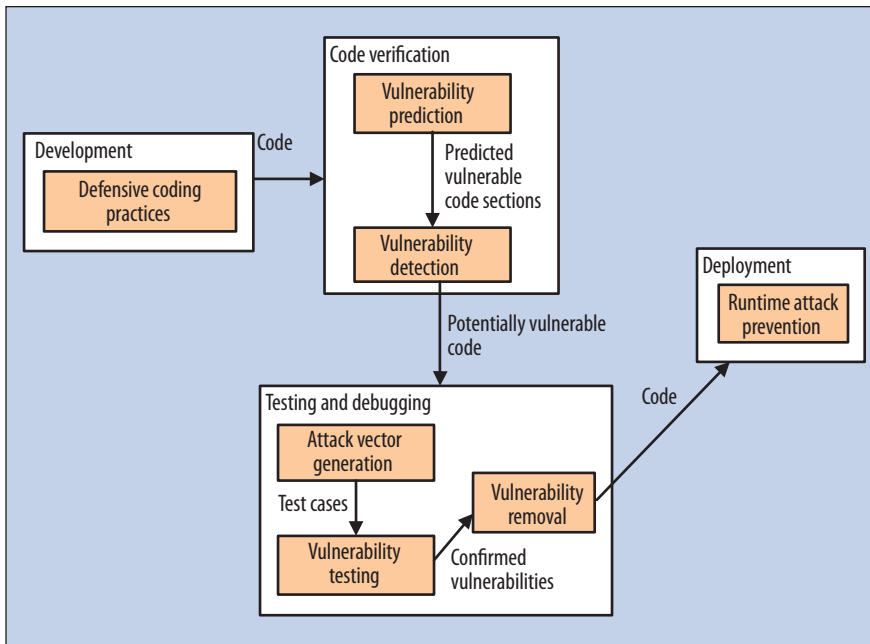 Development
Defensive coding
practices
Code
Code verification
Vulnerability
prediction
Predicted
vulnerable
code sections
Vulnerability
detection
Potentially vulnerable
code
Testing and debugging
Attack vector
generation
Test cases
Vulnerability
testing
Confirmed
vulnerabilities
Vulnerability
removal
Code
Deployment
Runtime attack
prevention